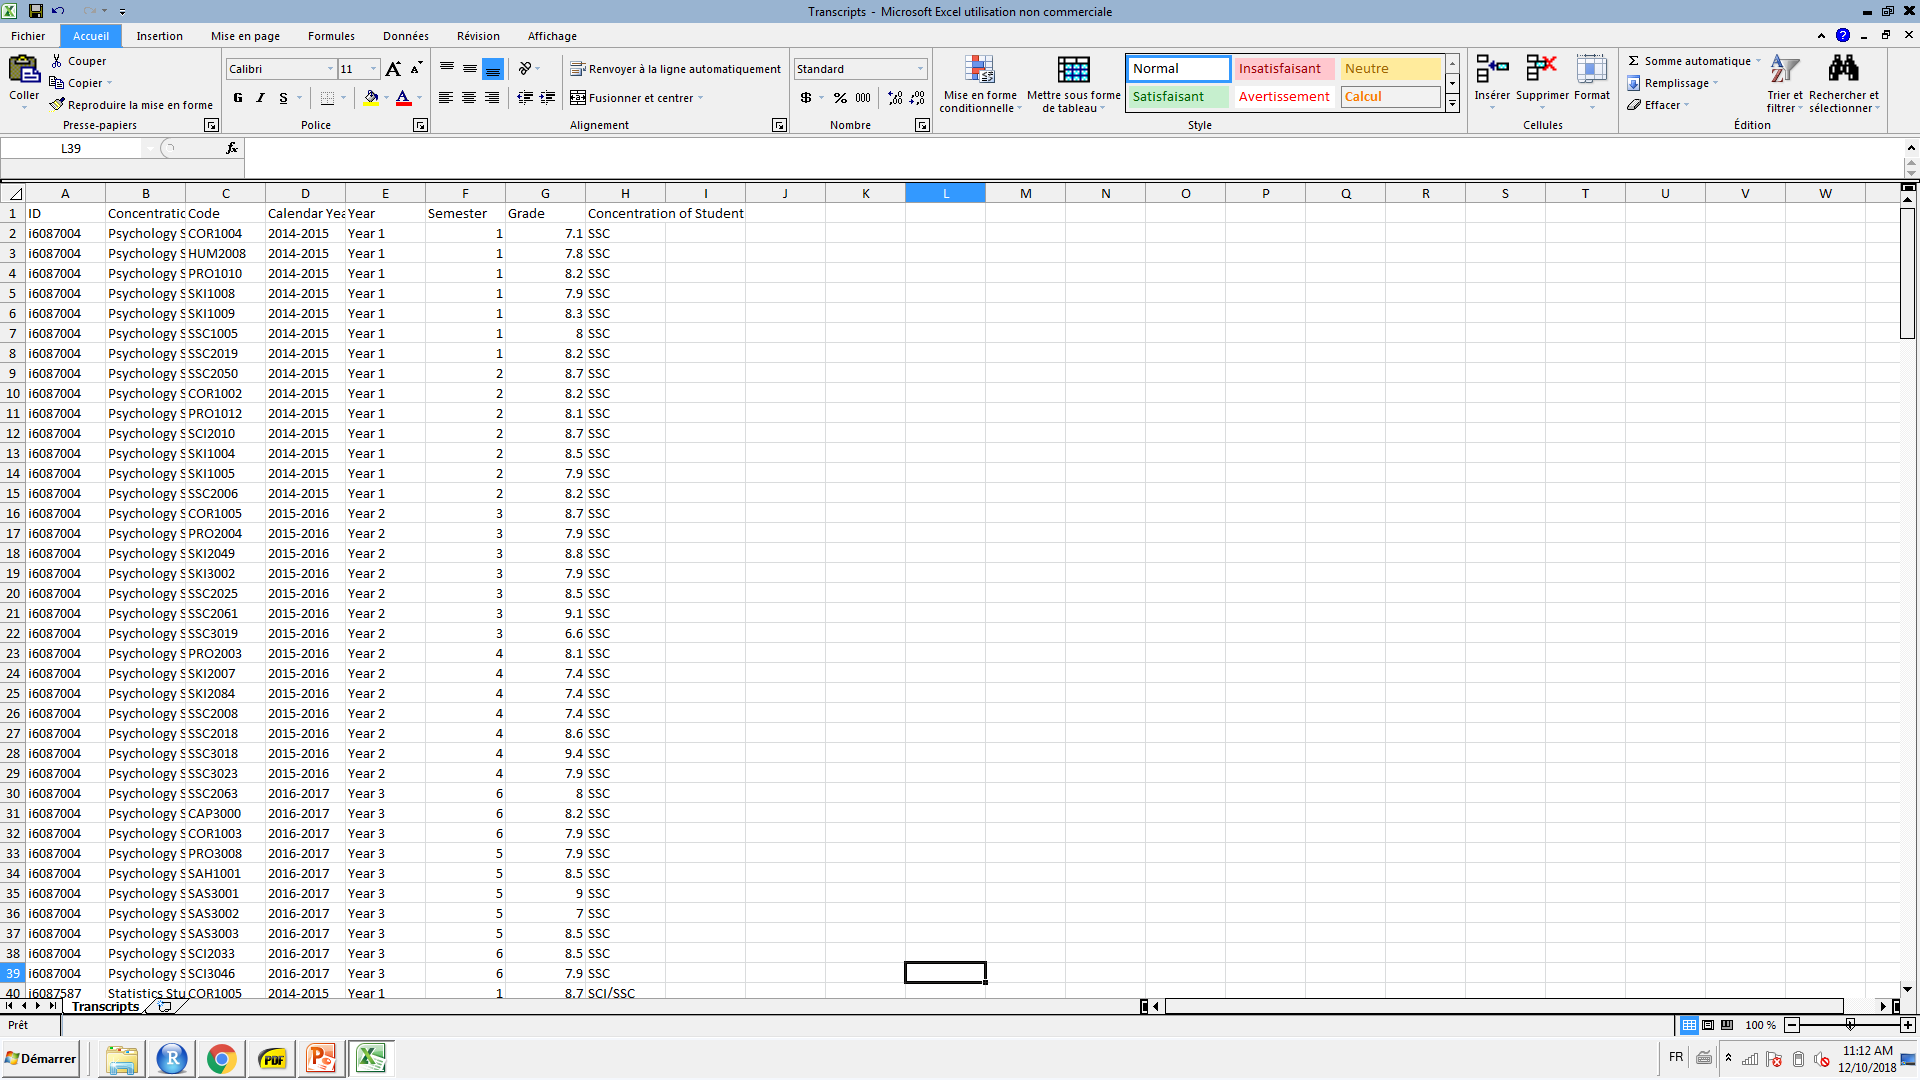 Transcripts - Microsoft Excel utilisation non commerciale
Fichier Accueil Insertion Mise en page Formules Données Révision Affichage
Coller
Couper
Copier
Reproduire la mise en forme
Presse-papiers
Calibri 11
G I S
Police
Renvoyer à la ligne automatiquement
Fusionner et centrer
Alignement
Standard
$ % 000
Nombre
Mise en forme conditionnelle
Mettre sous forme de tableau
Normal Insatisfaisant Neutre
Satisfaisant Avertissement Calcul
Style
Insérer Supprimer Format
Cellules
Somme automatique
Remplissage
Effacer
Trier et filtrer
Rechercher et sélectionner
Édition
L39 fx
A B C D E F G H I J K L M N O P Q R S T U V W
1 ID Concentratic Code Calendar Yea Year Semester Grade Concentration of Student
2 i6087004 Psychology S COR1004 2014-2015 Year 1 1 7.1 SSC
3 i6087004 Psychology S HUM2008 2014-2015 Year 1 1 7.8 SSC
4 i6087004 Psychology S PRO1010 2014-2015 Year 1 1 8.2 SSC
5 i6087004 Psychology S SKI1008 2014-2015 Year 1 1 7.9 SSC
6 i6087004 Psychology S SKI1009 2014-2015 Year 1 1 8.3 SSC
7 i6087004 Psychology S SSC1005 2014-2015 Year 1 1 8 SSC
8 i6087004 Psychology S SSC2019 2014-2015 Year 1 1 8.2 SSC
9 i6087004 Psychology S SSC2050 2014-2015 Year 1 2 8.7 SSC
10 i6087004 Psychology S COR1002 2014-2015 Year 1 2 8.2 SSC
11 i6087004 Psychology S PRO1012 2014-2015 Year 1 2 8.1 SSC
12 i6087004 Psychology S SCI2010 2014-2015 Year 1 2 8.7 SSC
13 i6087004 Psychology S SKI1004 2014-2015 Year 1 2 8.5 SSC
14 i6087004 Psychology S SKI1005 2014-2015 Year 1 2 7.9 SSC
15 i6087004 Psychology S SSC2006 2014-2015 Year 1 2 8.2 SSC
16 i6087004 Psychology S COR1005 2015-2016 Year 2 3 8.7 SSC
17 i6087004 Psychology S PRO2004 2015-2016 Year 2 3 7.9 SSC
18 i6087004 Psychology S SKI2049 2015-2016 Year 2 3 8.8 SSC
19 i6087004 Psychology S SKI3002 2015-2016 Year 2 3 7.9 SSC
20 i6087004 Psychology S SSC2025 2015-2016 Year 2 3 8.5 SSC
21 i6087004 Psychology S SSC2061 2015-2016 Year 2 3 9.1 SSC
22 i6087004 Psychology S SSC3019 2015-2016 Year 2 3 6.6 SSC
23 i6087004 Psychology S PRO2003 2015-2016 Year 2 4 8.1 SSC
24 i6087004 Psychology S SKI2007 2015-2016 Year 2 4 7.4 SSC
25 i6087004 Psychology S SKI2084 2015-2016 Year 2 4 7.4 SSC
26 i6087004 Psychology S SSC2008 2015-2016 Year 2 4 7.4 SSC
27 i6087004 Psychology S SSC2018 2015-2016 Year 2 4 8.6 SSC
28 i6087004 Psychology S SSC3018 2015-2016 Year 2 4 9.4 SSC
29 i6087004 Psychology S SSC3023 2015-2016 Year 2 4 7.9 SSC
30 i6087004 Psychology S SSC2063 2016-2017 Year 3 6 8 SSC
31 i6087004 Psychology S CAP3000 2016-2017 Year 3 6 8.2 SSC
32 i6087004 Psychology S COR1003 2016-2017 Year 3 6 7.9 SSC
33 i6087004 Psychology S PRO3008 2016-2017 Year 3 5 7.9 SSC
34 i6087004 Psychology S SAH1001 2016-2017 Year 3 5 8.5 SSC
35 i6087004 Psychology S SAS3001 2016-2017 Year 3 5 9 SSC
36 i6087004 Psychology S SAS3002 2016-2017 Year 3 5 7 SSC
37 i6087004 Psychology S SAS3003 2016-2017 Year 3 5 8.5 SSC
38 i6087004 Psychology S SCI2033 2016-2017 Year 3 6 8.5 SSC
39 i6087004 Psychology S SCI3046 2016-2017 Year 3 6 7.9 SSC
40 i6087587 Statistics Stu COR1005 2014-2015 Year 1 1 8.7 SCI/SSC
Transcripts
Prêt 100 %
Démarrer PDF FR 11:12 AM
12/10/2018